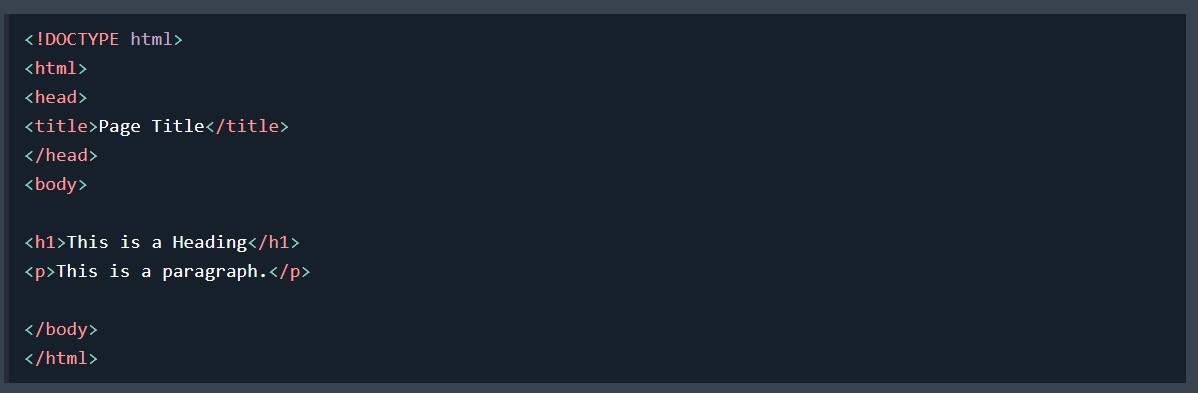 <!DOCTYPE html>
<html>
<head>
<title>Page Title</title>
</head>
<body>
<h1>This is a Heading</h1>
<p>This is a paragraph.</p>
</body>
</html>